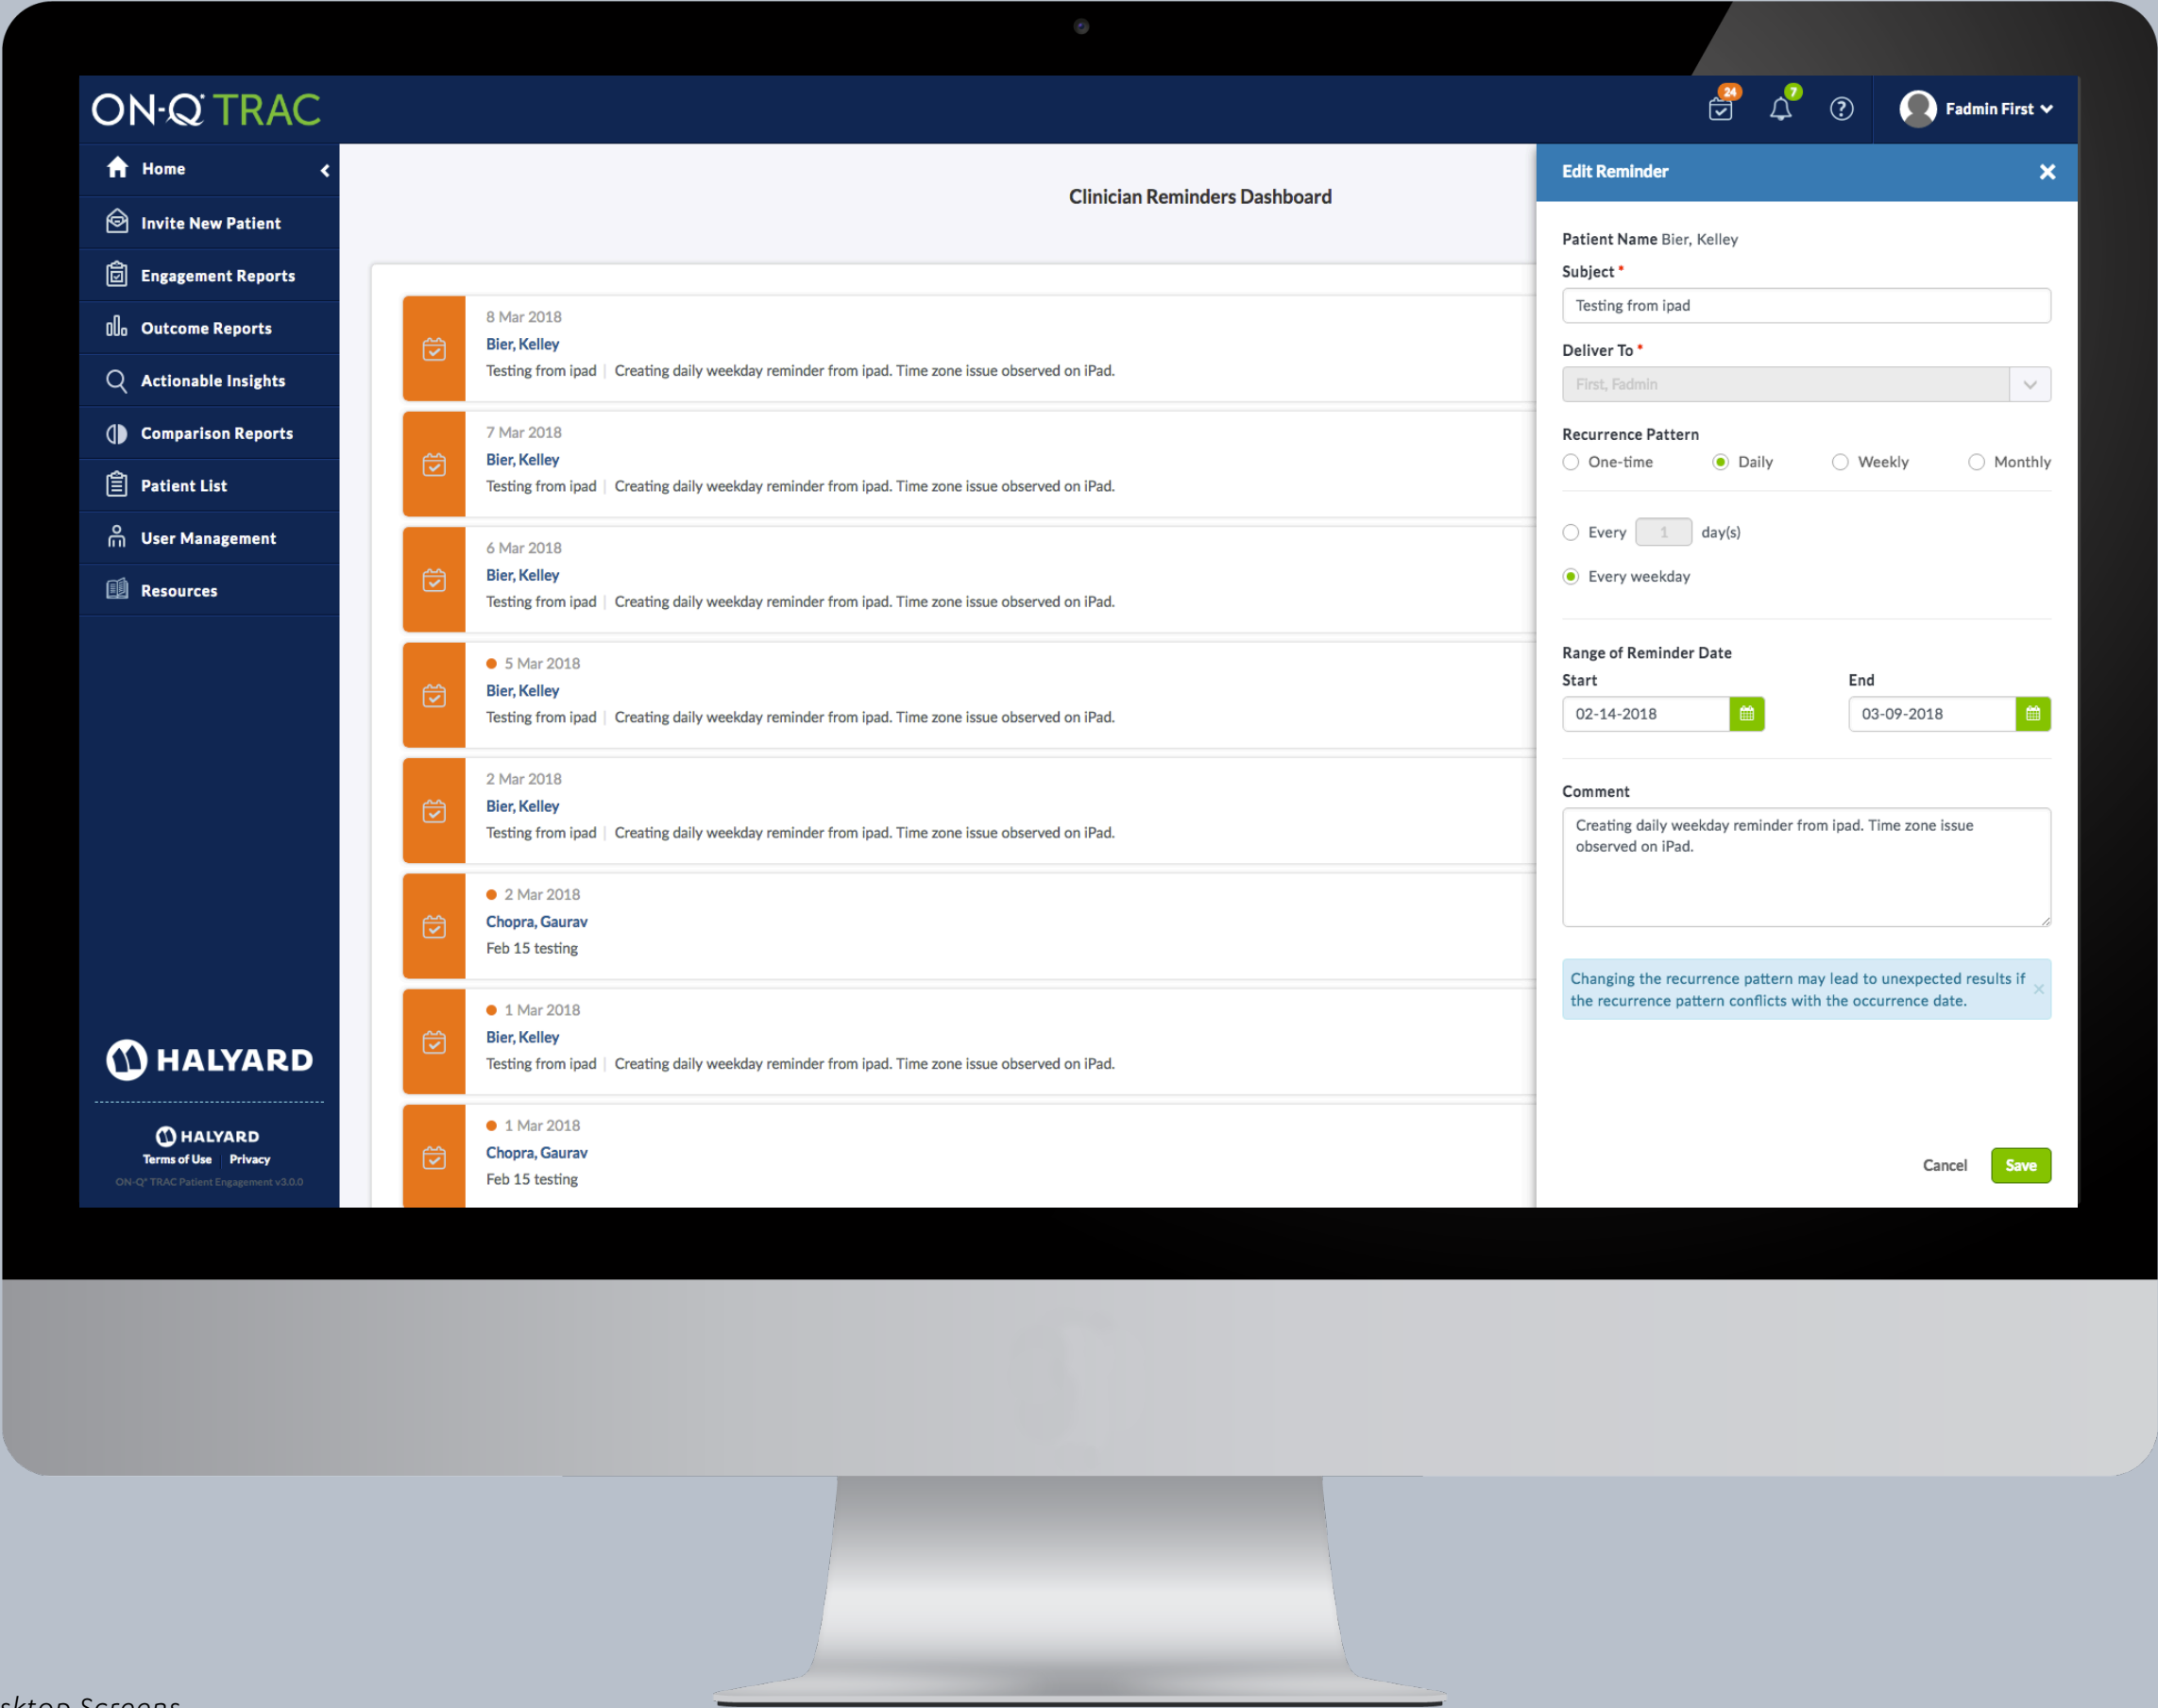 ON-Q* TRAC
24
7
Fadmin First
Home
Invite New Patient
Engagement Reports
Outcome Reports
Actionable Insights
Comparison Reports
Patient List
User Management
Resources
HALYARD
HALYARD
Terms of Use Privacy
ON-Q* TRAC Patient Engagement v3.0.0
Clinician Reminders Dashboard
8 Mar 2018
Bier, Kelley
Testing from ipad | Creating daily weekday reminder from ipad. Time zone issue observed on iPad.
7 Mar 2018
Bier, Kelley
Testing from ipad | Creating daily weekday reminder from ipad. Time zone issue observed on iPad.
6 Mar 2018
Bier, Kelley
Testing from ipad | Creating daily weekday reminder from ipad. Time zone issue observed on iPad.
5 Mar 2018
Bier, Kelley
Testing from ipad | Creating daily weekday reminder from ipad. Time zone issue observed on iPad.
2 Mar 2018
Bier, Kelley
Testing from ipad | Creating daily weekday reminder from ipad. Time zone issue observed on iPad.
2 Mar 2018
Chopra, Gaurav
Feb 15 testing
1 Mar 2018
Bier, Kelley
Testing from ipad | Creating daily weekday reminder from ipad. Time zone issue observed on iPad.
1 Mar 2018
Chopra, Gaurav
Feb 15 testing
Edit Reminder
Patient Name Bier, Kelley
Subject *
Testing from ipad
Deliver To *
First, Fadmin
Recurrence Pattern
One-time Daily Weekly Monthly
Every 1 day(s)
Every weekday
Range of Reminder Date
Start End
02-14-2018 03-09-2018
Comment
Creating daily weekday reminder from ipad. Time zone issue
observed on iPad.
Changing the recurrence pattern may lead to unexpected results if
the recurrence pattern conflicts with the occurrence date.
Cancel Save
Screens